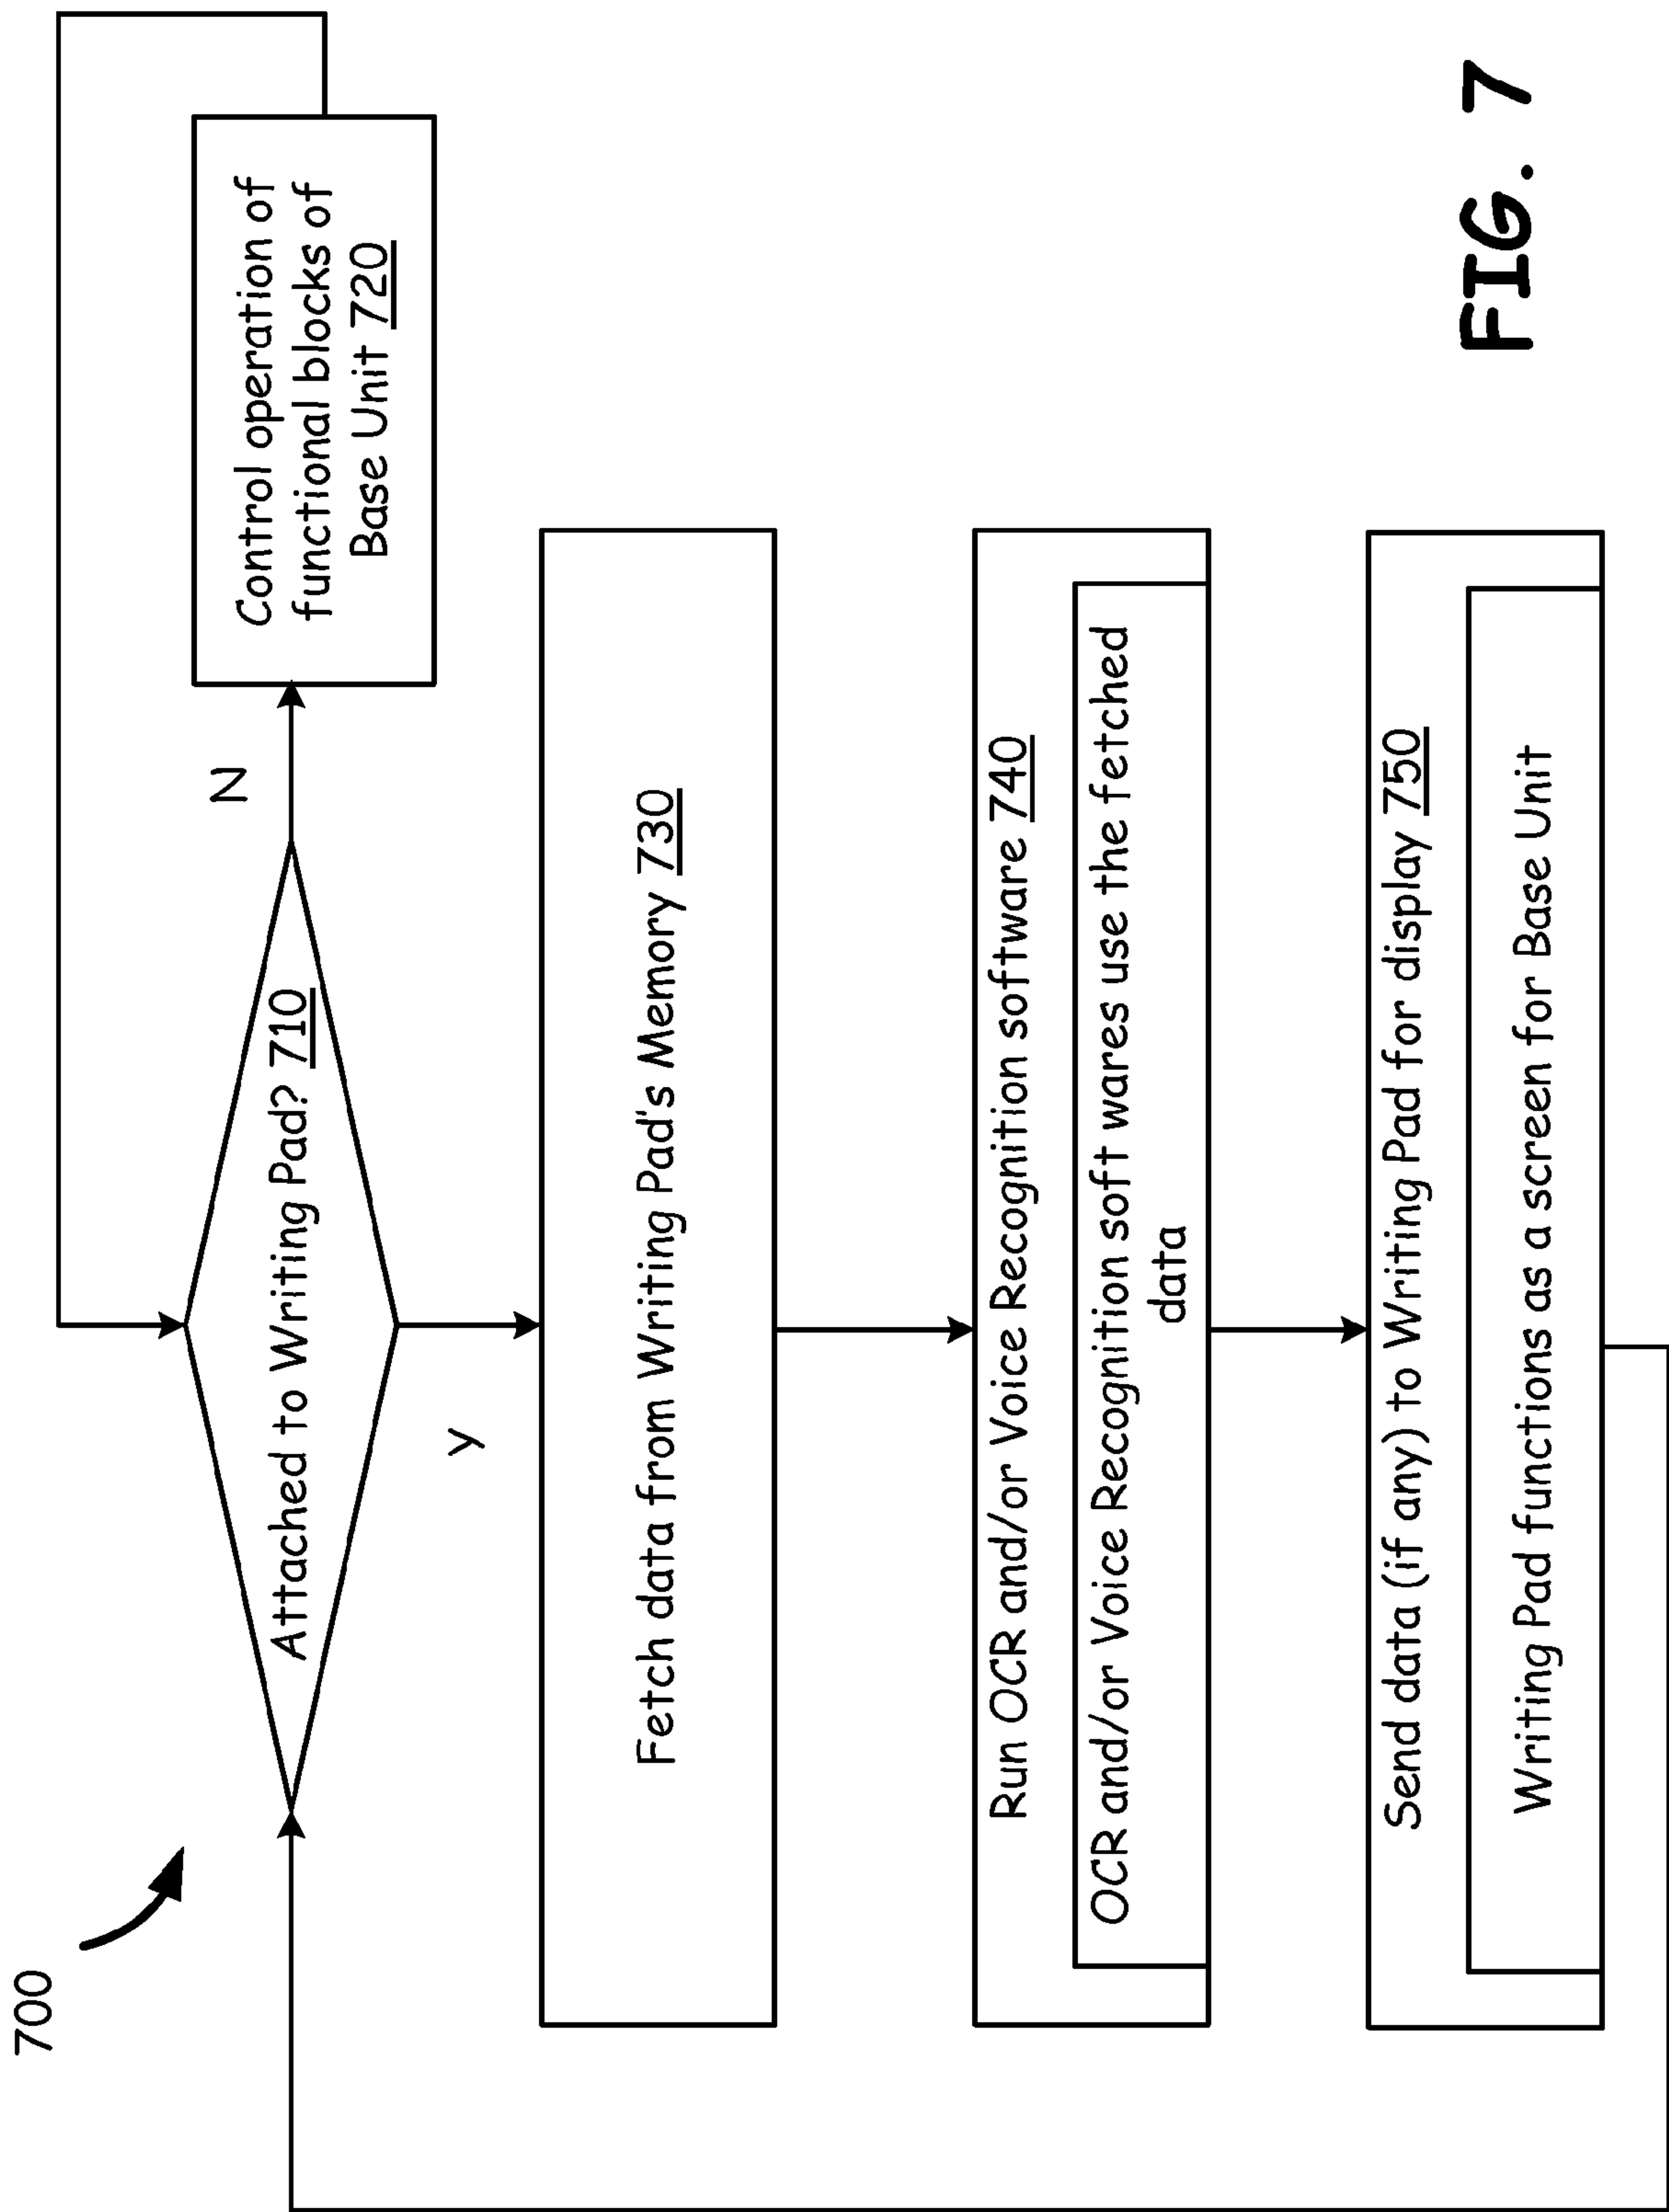 700
Attached to Writing Pad? 710
N
Control operation of
functional blocks of
Base Unit 720
y
Fetch data from Writing Pad's Memory 730
Run OCR and/or Voice Recognition software 740
OCR and/or Voice Recognition soft wares use the fetched
data
Send data (if any) to Writing Pad for display 750
Writing Pad functions as a screen for Base Unit
FIG. 7